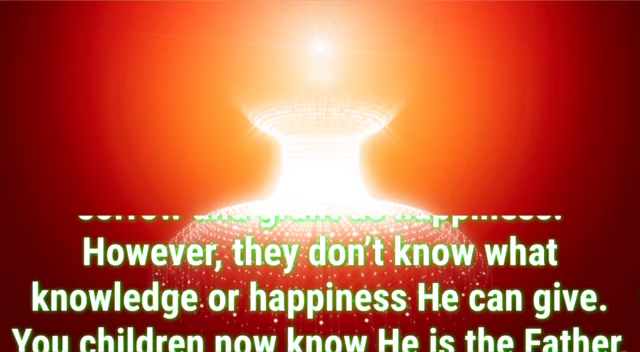 However, they don’t know what
knowledge or happiness He can give.
You children now know He is the Father